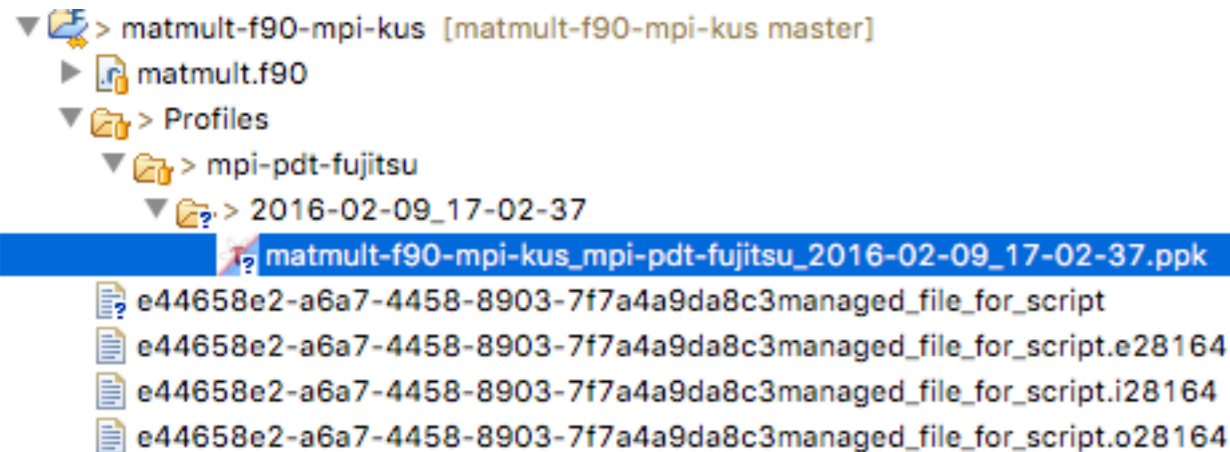 > matmult-f90-mpi-kus [matmult-f90-mpi-kus master]
matmult.f90
> Profiles
> mpi-pdt-fujitsu
> 2016-02-09_17-02-37
matmult-f90-mpi-kus_mpi-pdt-fujitsu_2016-02-09_17-02-37.ppk
e44658e2-a6a7-4458-8903-7f7a4a9da8c3managed_file_for_script
e44658e2-a6a7-4458-8903-7f7a4a9da8c3managed_file_for_script.e28164
e44658e2-a6a7-4458-8903-7f7a4a9da8c3managed_file_for_script.i28164
e44658e2-a6a7-4458-8903-7f7a4a9da8c3managed_file_for_script.o28164